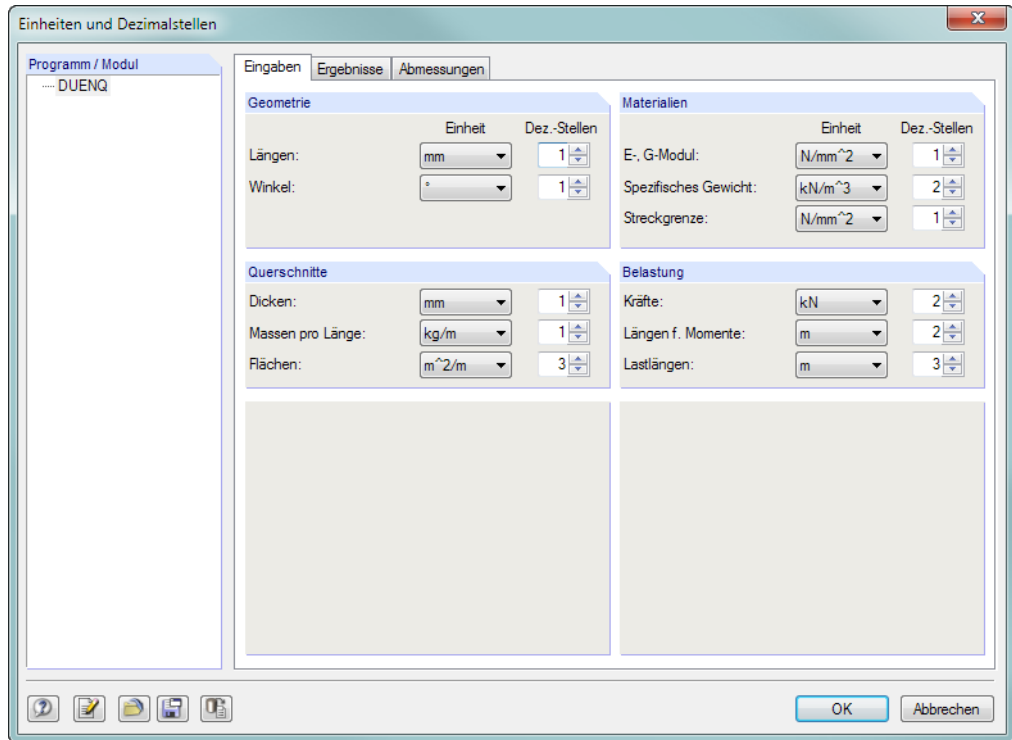 Einheiten und Dezimalstellen
Programm / Modul
DUENQ
Eingaben Ergebnisse Abmessungen
Geometrie
Einheit Dez.-Stellen
Längen: mm 1
Winkel: ° 1
Materialien
Einheit Dez.-Stellen
E-, G-Modul: N/mm^2 1
Spezifisches Gewicht: kN/m^3 2
Streckgrenze: N/mm^2 1
Querschnitte
Dicken: mm 1
Massen pro Länge: kg/m 1
Flächen: m^2/m 3
Belastung
Kräfte: kN 2
Längen f. Momente: m 2
Lastlängen: m 3
OK Abbrechen